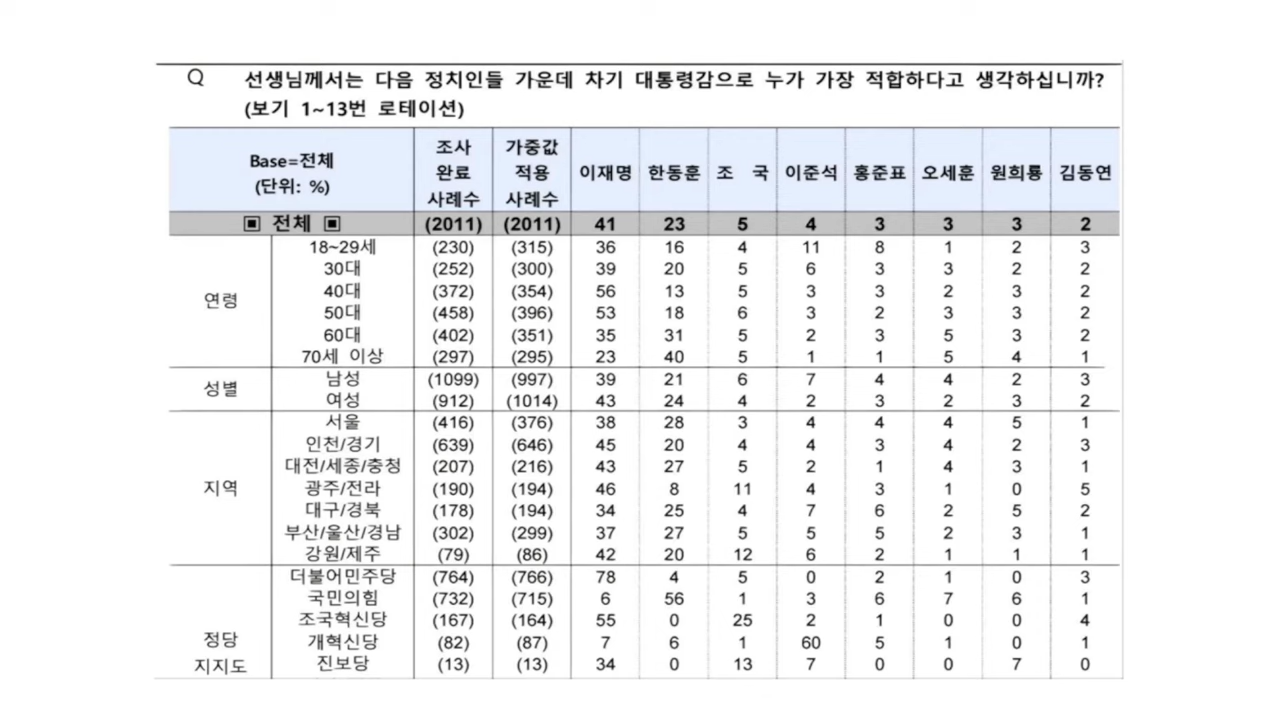 Q 선생님께서는 다음 정치인들 가운데 차기 대통령감으로 누가 가장 적합하다고 생각하십니까?
(보기 1~13번 로테이션)
Base=전체 (단위: %) 조사 완료 사례수 가중값 적용 사례수 이재명 한동훈 조 국 이준석 홍준표 오세훈 원희룡 김동연
▣ 전체 ▣ (2011) (2011) 41 23 5 4 3 3 3 2
연령
18~29세 (230) (315) 36 16 4 11 8 1 2 3
30대 (252) (300) 39 20 5 6 3 3 2 2
40대 (372) (354) 56 13 5 3 3 2 3 2
50대 (458) (396) 53 18 6 3 2 3 3 2
60대 (402) (351) 35 31 5 2 3 5 3 2
70세 이상 (297) (295) 23 40 5 1 1 5 4 1
성별
남성 (1099) (997) 39 21 6 7 4 4 2 3
여성 (912) (1014) 43 24 4 2 3 2 3 2
지역
서울 (416) (376) 38 28 3 4 4 4 5 1
인천/경기 (639) (646) 45 20 4 4 3 4 2 3
대전/세종/충청 (207) (216) 43 27 5 2 1 4 3 1
광주/전라 (190) (194) 46 8 11 4 3 1 0 5
대구/경북 (178) (194) 34 25 4 7 6 2 5 2
부산/울산/경남 (302) (299) 37 27 5 5 5 2 3 1
강원/제주 (79) (86) 42 20 12 6 2 1 1 1
정당
지지도
더불어민주당 (764) (766) 78 4 5 0 2 1 0 3
국민의힘 (732) (715) 6 56 1 3 6 7 6 1
조국혁신당 (167) (164) 55 0 25 2 1 0 0 4
개혁신당 (82) (87) 7 6 1 60 5 1 0 1
진보당 (13) (13) 34 0 13 7 0 0 7 0